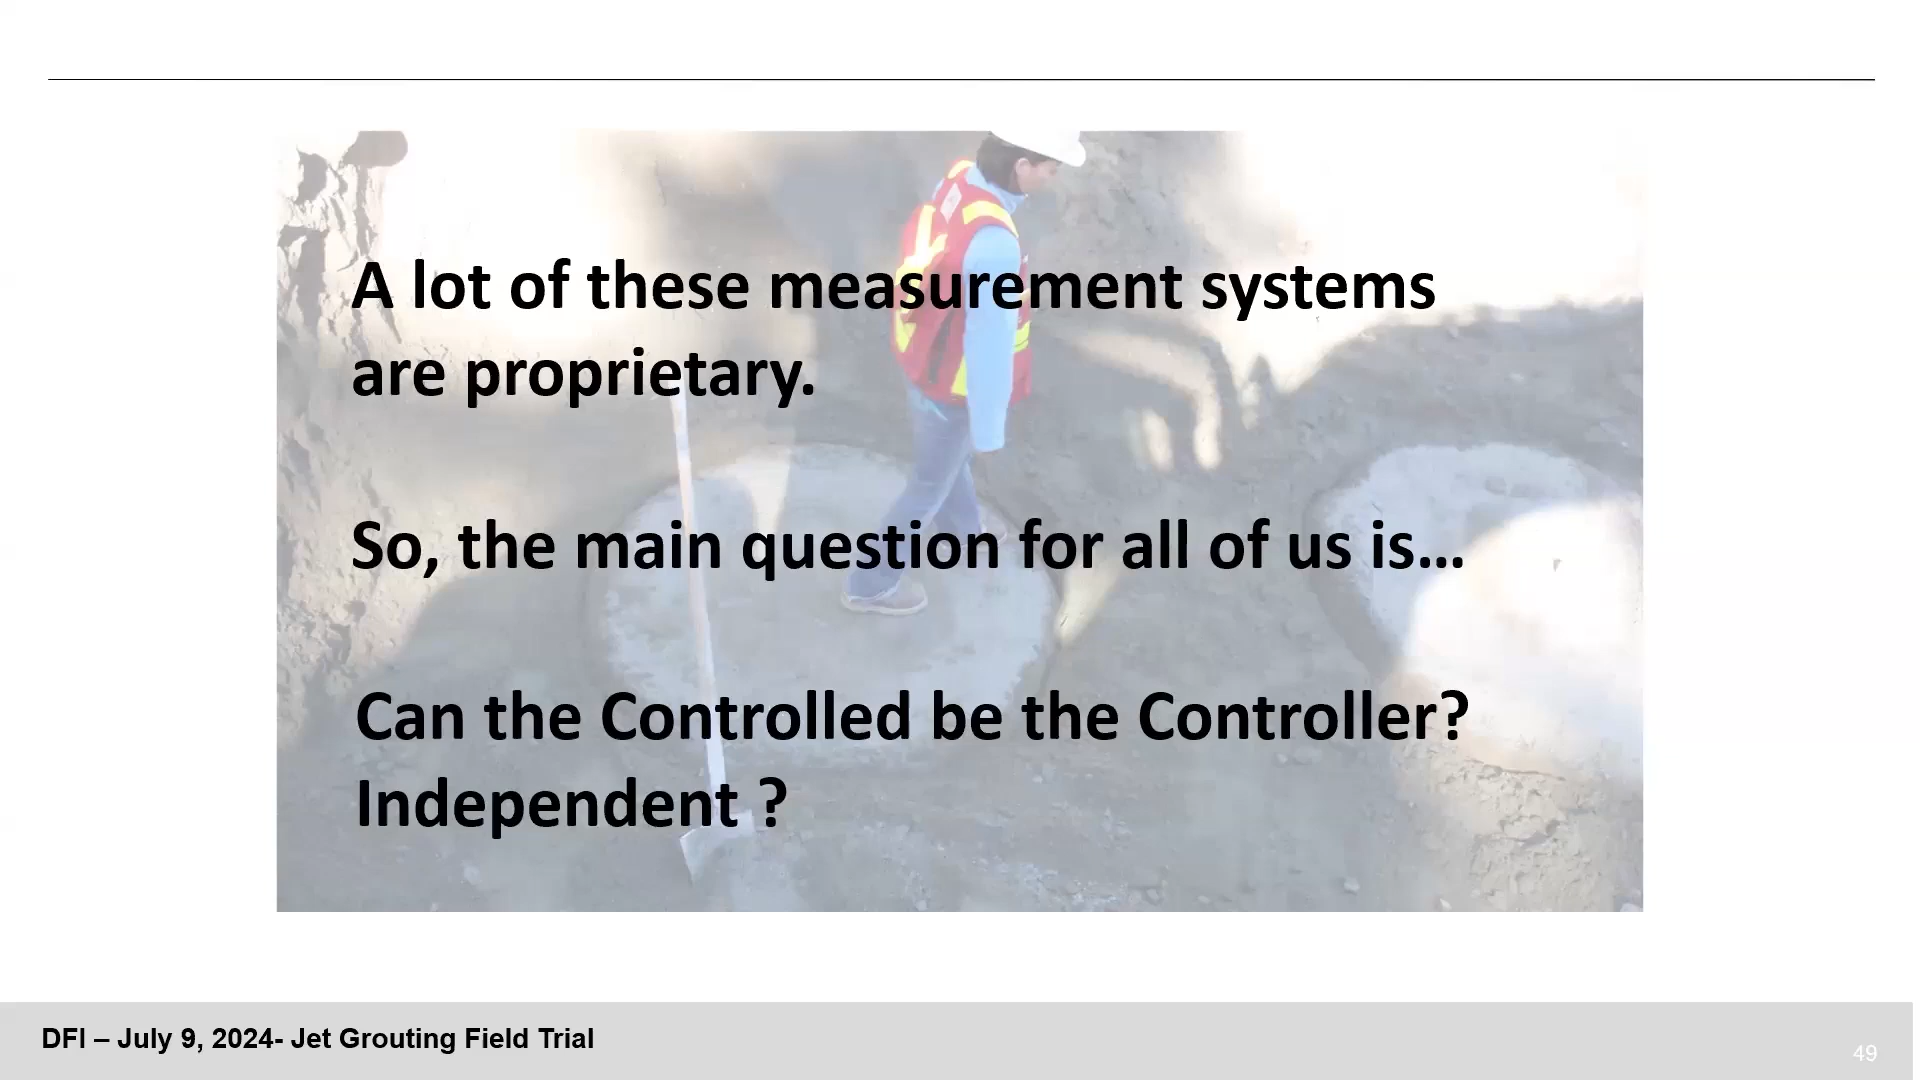 A lot of these measurement systems
are proprietary.
So, the main question for all of us is…
Can the Controlled be the Controller?
Independent ?
DFI – July 9, 2024- Jet Grouting Field Trial
49